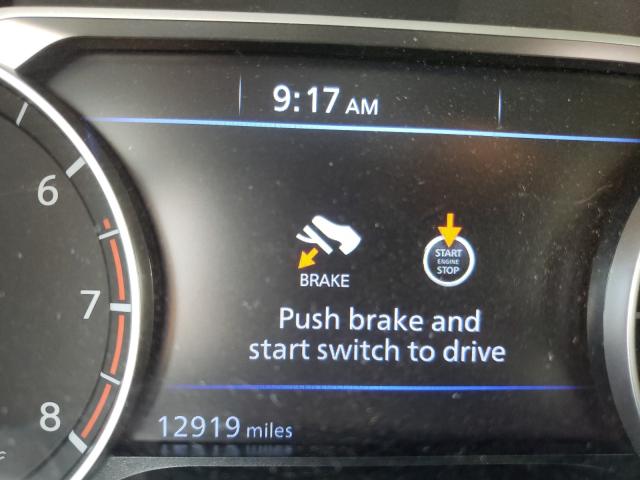 9:17 AM
6
START
ENGINE
STOP
BRAKE
7
Push brake and
start switch to drive
8
12919 miles